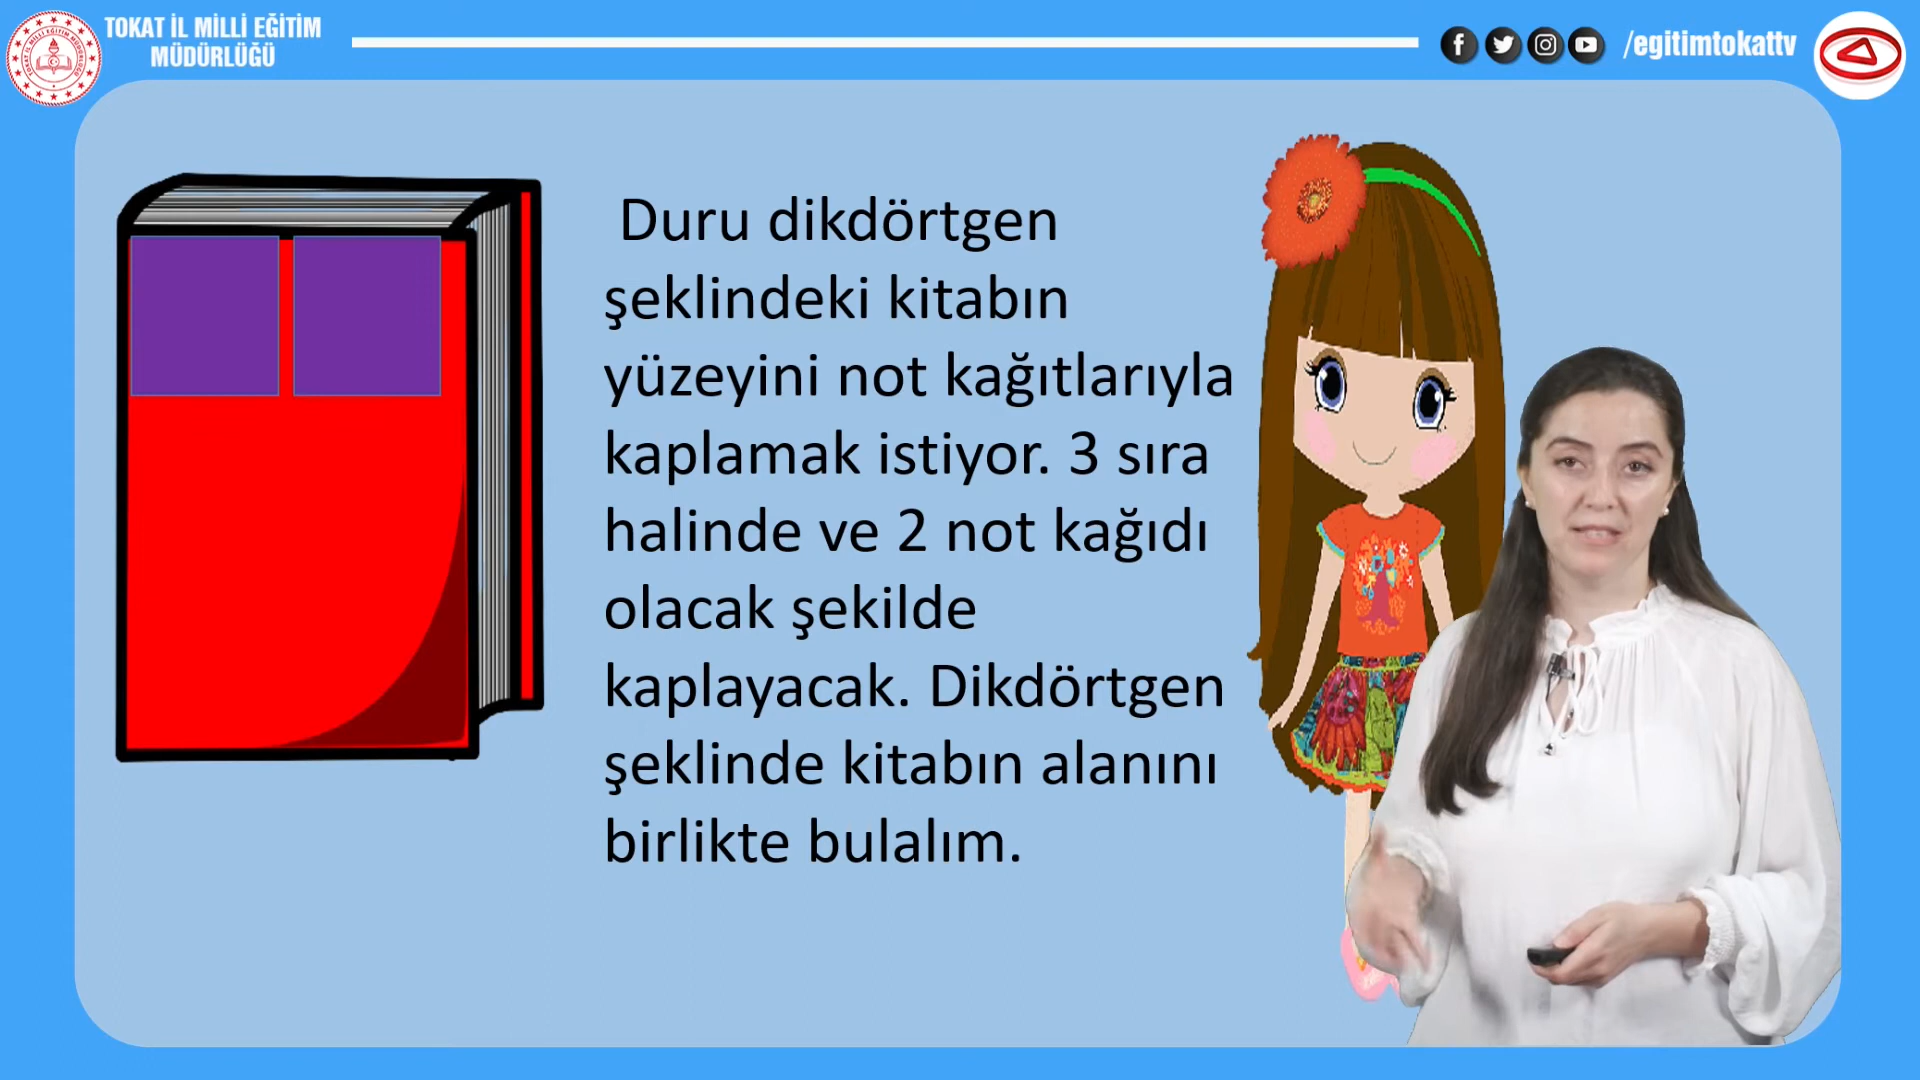 TOKAT İL MİLLİ EĞİTİM
MÜDÜRLÜĞÜ
/egitimtokattv
Duru dikdörtgen
şeklindeki kitabın
yüzeyini not kağıtlarıyla
kaplamak istiyor. 3 sıra
halinde ve 2 not kağıdı
olacak şekilde
kaplayacak. Dikdörtgen
şeklinde kitabın alanını
birlikte bulalım.